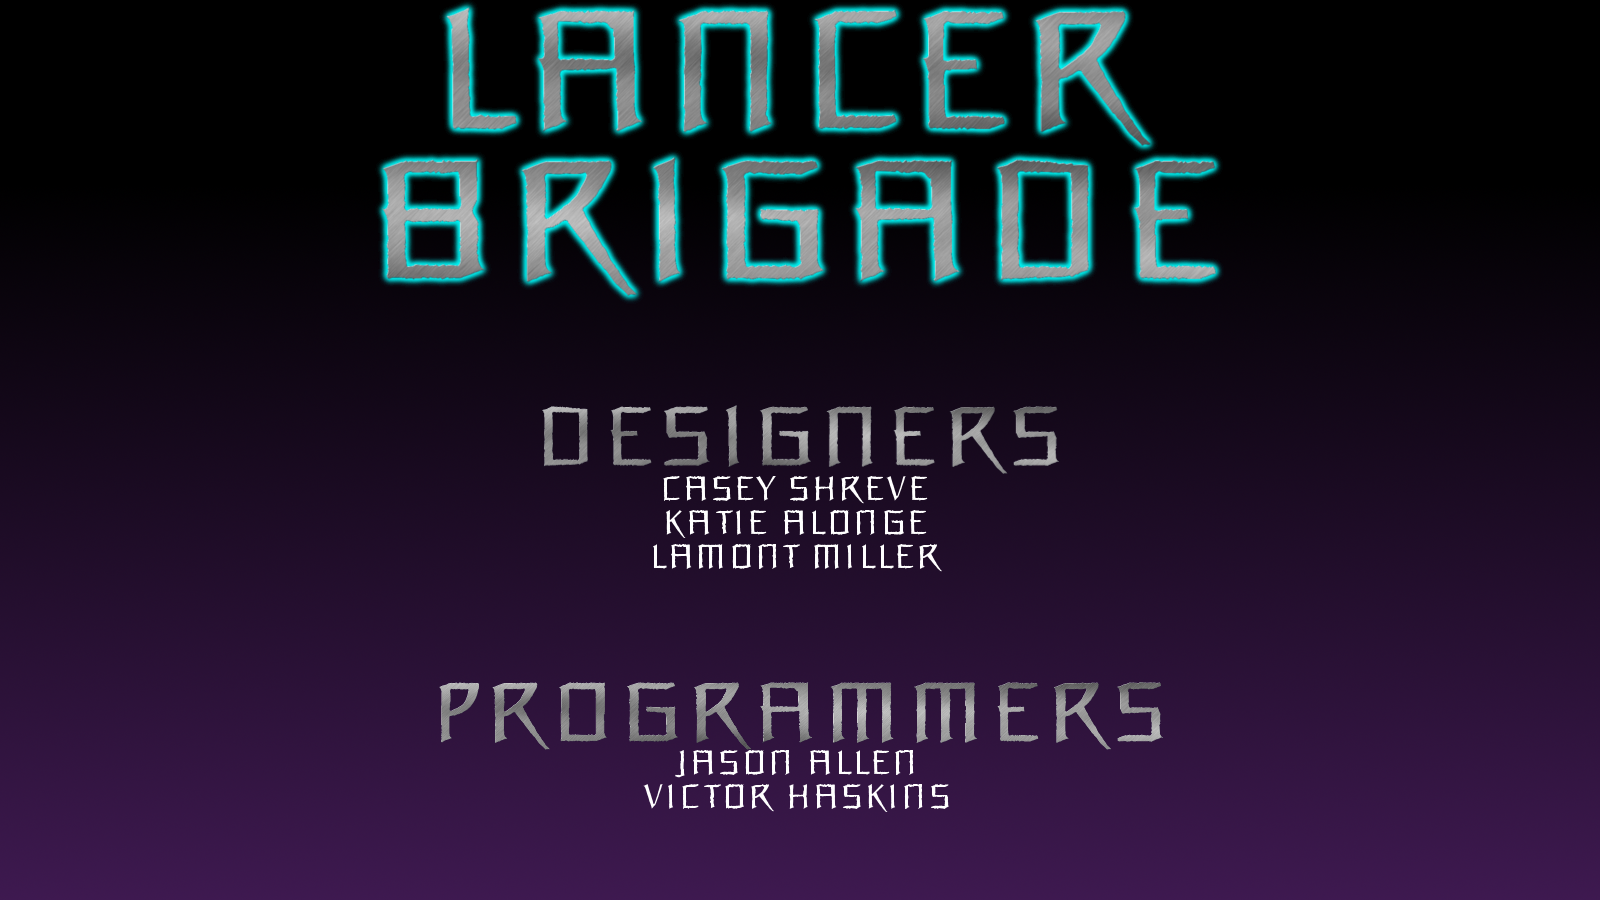 LANCER
BRIGADE
DESIGNERS
CASEY SHREVE
KATIE ALONGE
LAMONT MILLER
PROGRAMMERS
JASON ALLEN
VICTOR HASKINS